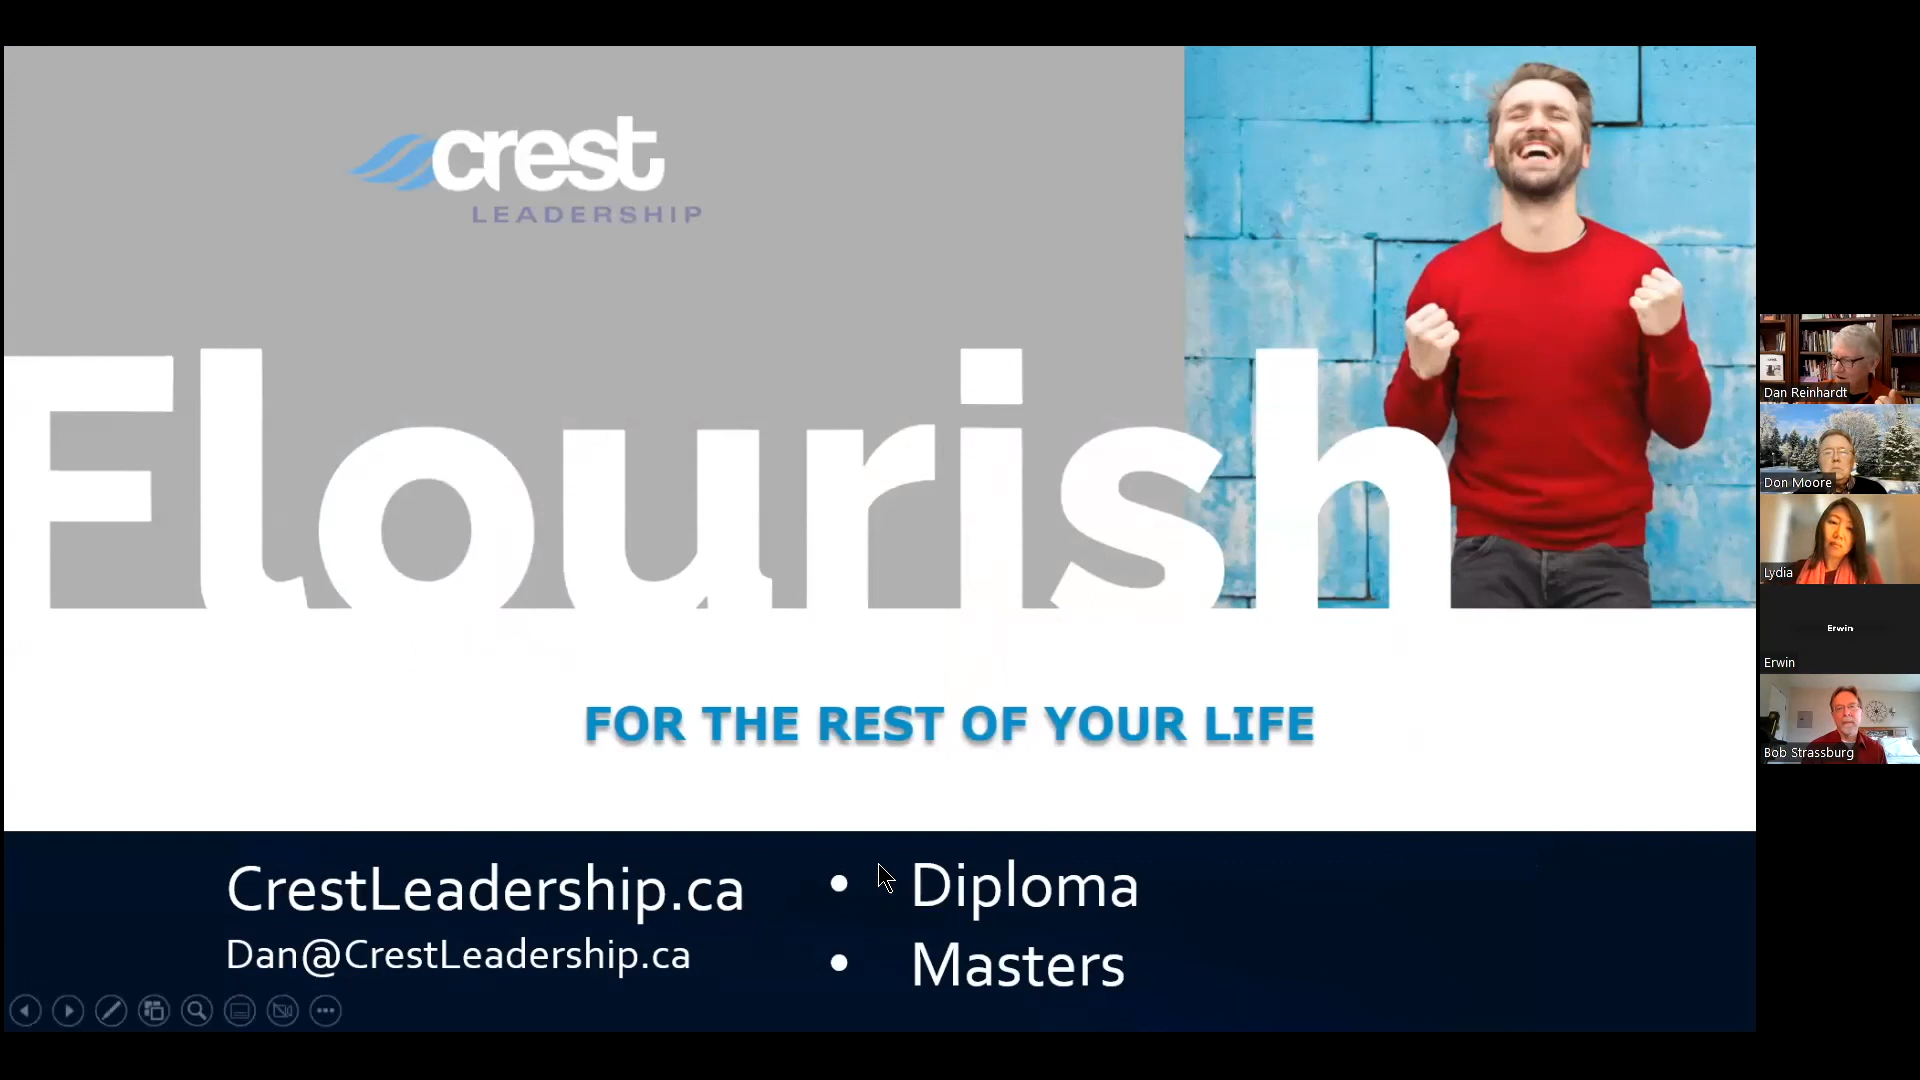 crest
LEADERSHIP
Flourish
FOR THE REST OF YOUR LIFE
CrestLeadership.ca
Dan@CrestLeadership.ca
• Diploma
• Masters
Dan Reinhardt
Don Moore
Lydia
Erwin
Erwin
Bob Strassburg